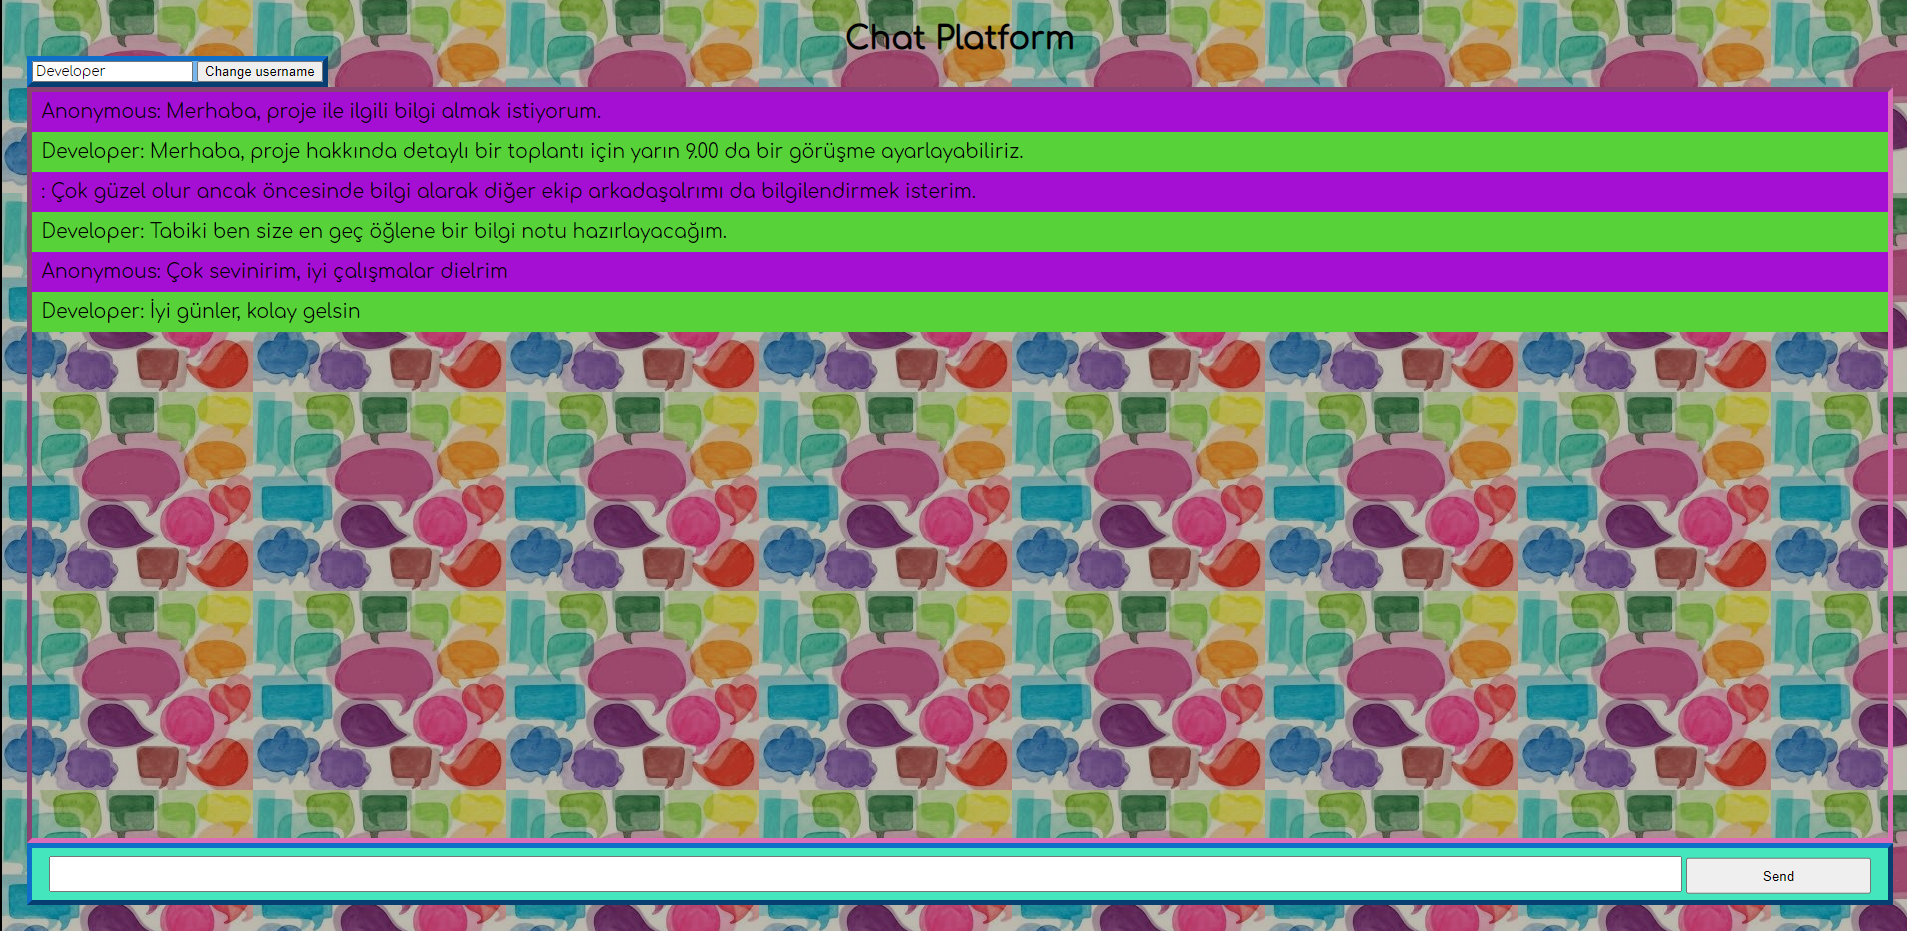 Chat Platform
Developer Change username
Anonymous: Merhaba, proje ile ilgili bilgi almak istiyorum.
Developer: Merhaba, proje hakkında detaylı bir toplantı için yarın 9.00 da bir görüşme ayarlayabiliriz.
: Çok güzel olur ancak öncesinde bilgi alarak diğer ekip arkadaşalrımı da bilgilendirmek isterim.
Developer: Tabiki ben size en geç öğlene bir bilgi notu hazırlayacağım.
Anonymous: Çok sevinirim, iyi çalışmalar dielrim
Developer: İyi günler, kolay gelsin
Send